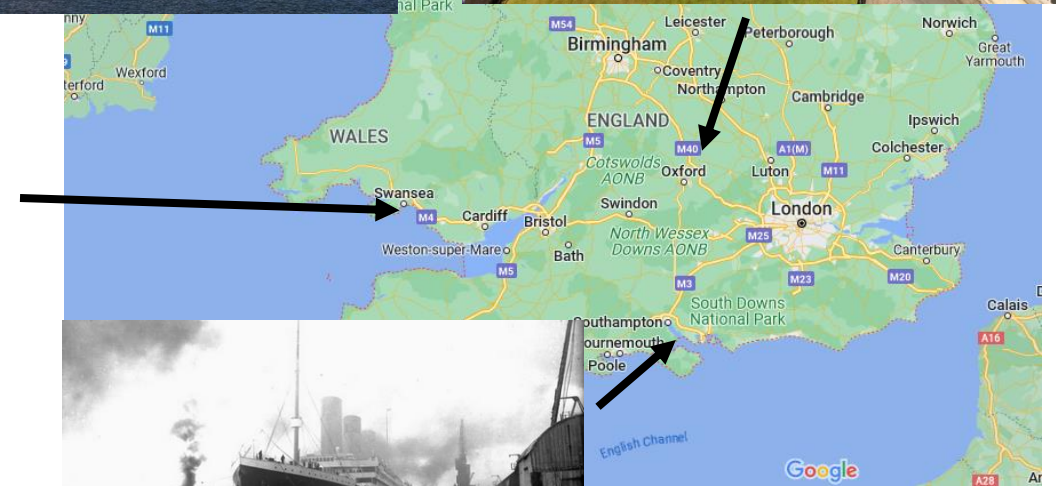 nal Park
nny
M11
Wexford
terford
M54
Leicester
Peterborough
Norwich
Great
Yarmouth
Birmingham
Coventry
Northampton
Cambridge
WALES
ENGLAND
Ipswich
M5
M40
A1(M)
Colchester
Cotswolds
AONB
Oxford
Luton
M11
Swansea
M4
Cardiff
Bristol
Swindon
London
North Wessex
Downs AONB
M25
Weston-super-Mare
Bath
Canterbury
M5
M3
M23
M20
South Downs
National Park
Calais
Southampton
ournemouth
Poole
A16
English Channel
Google
A28